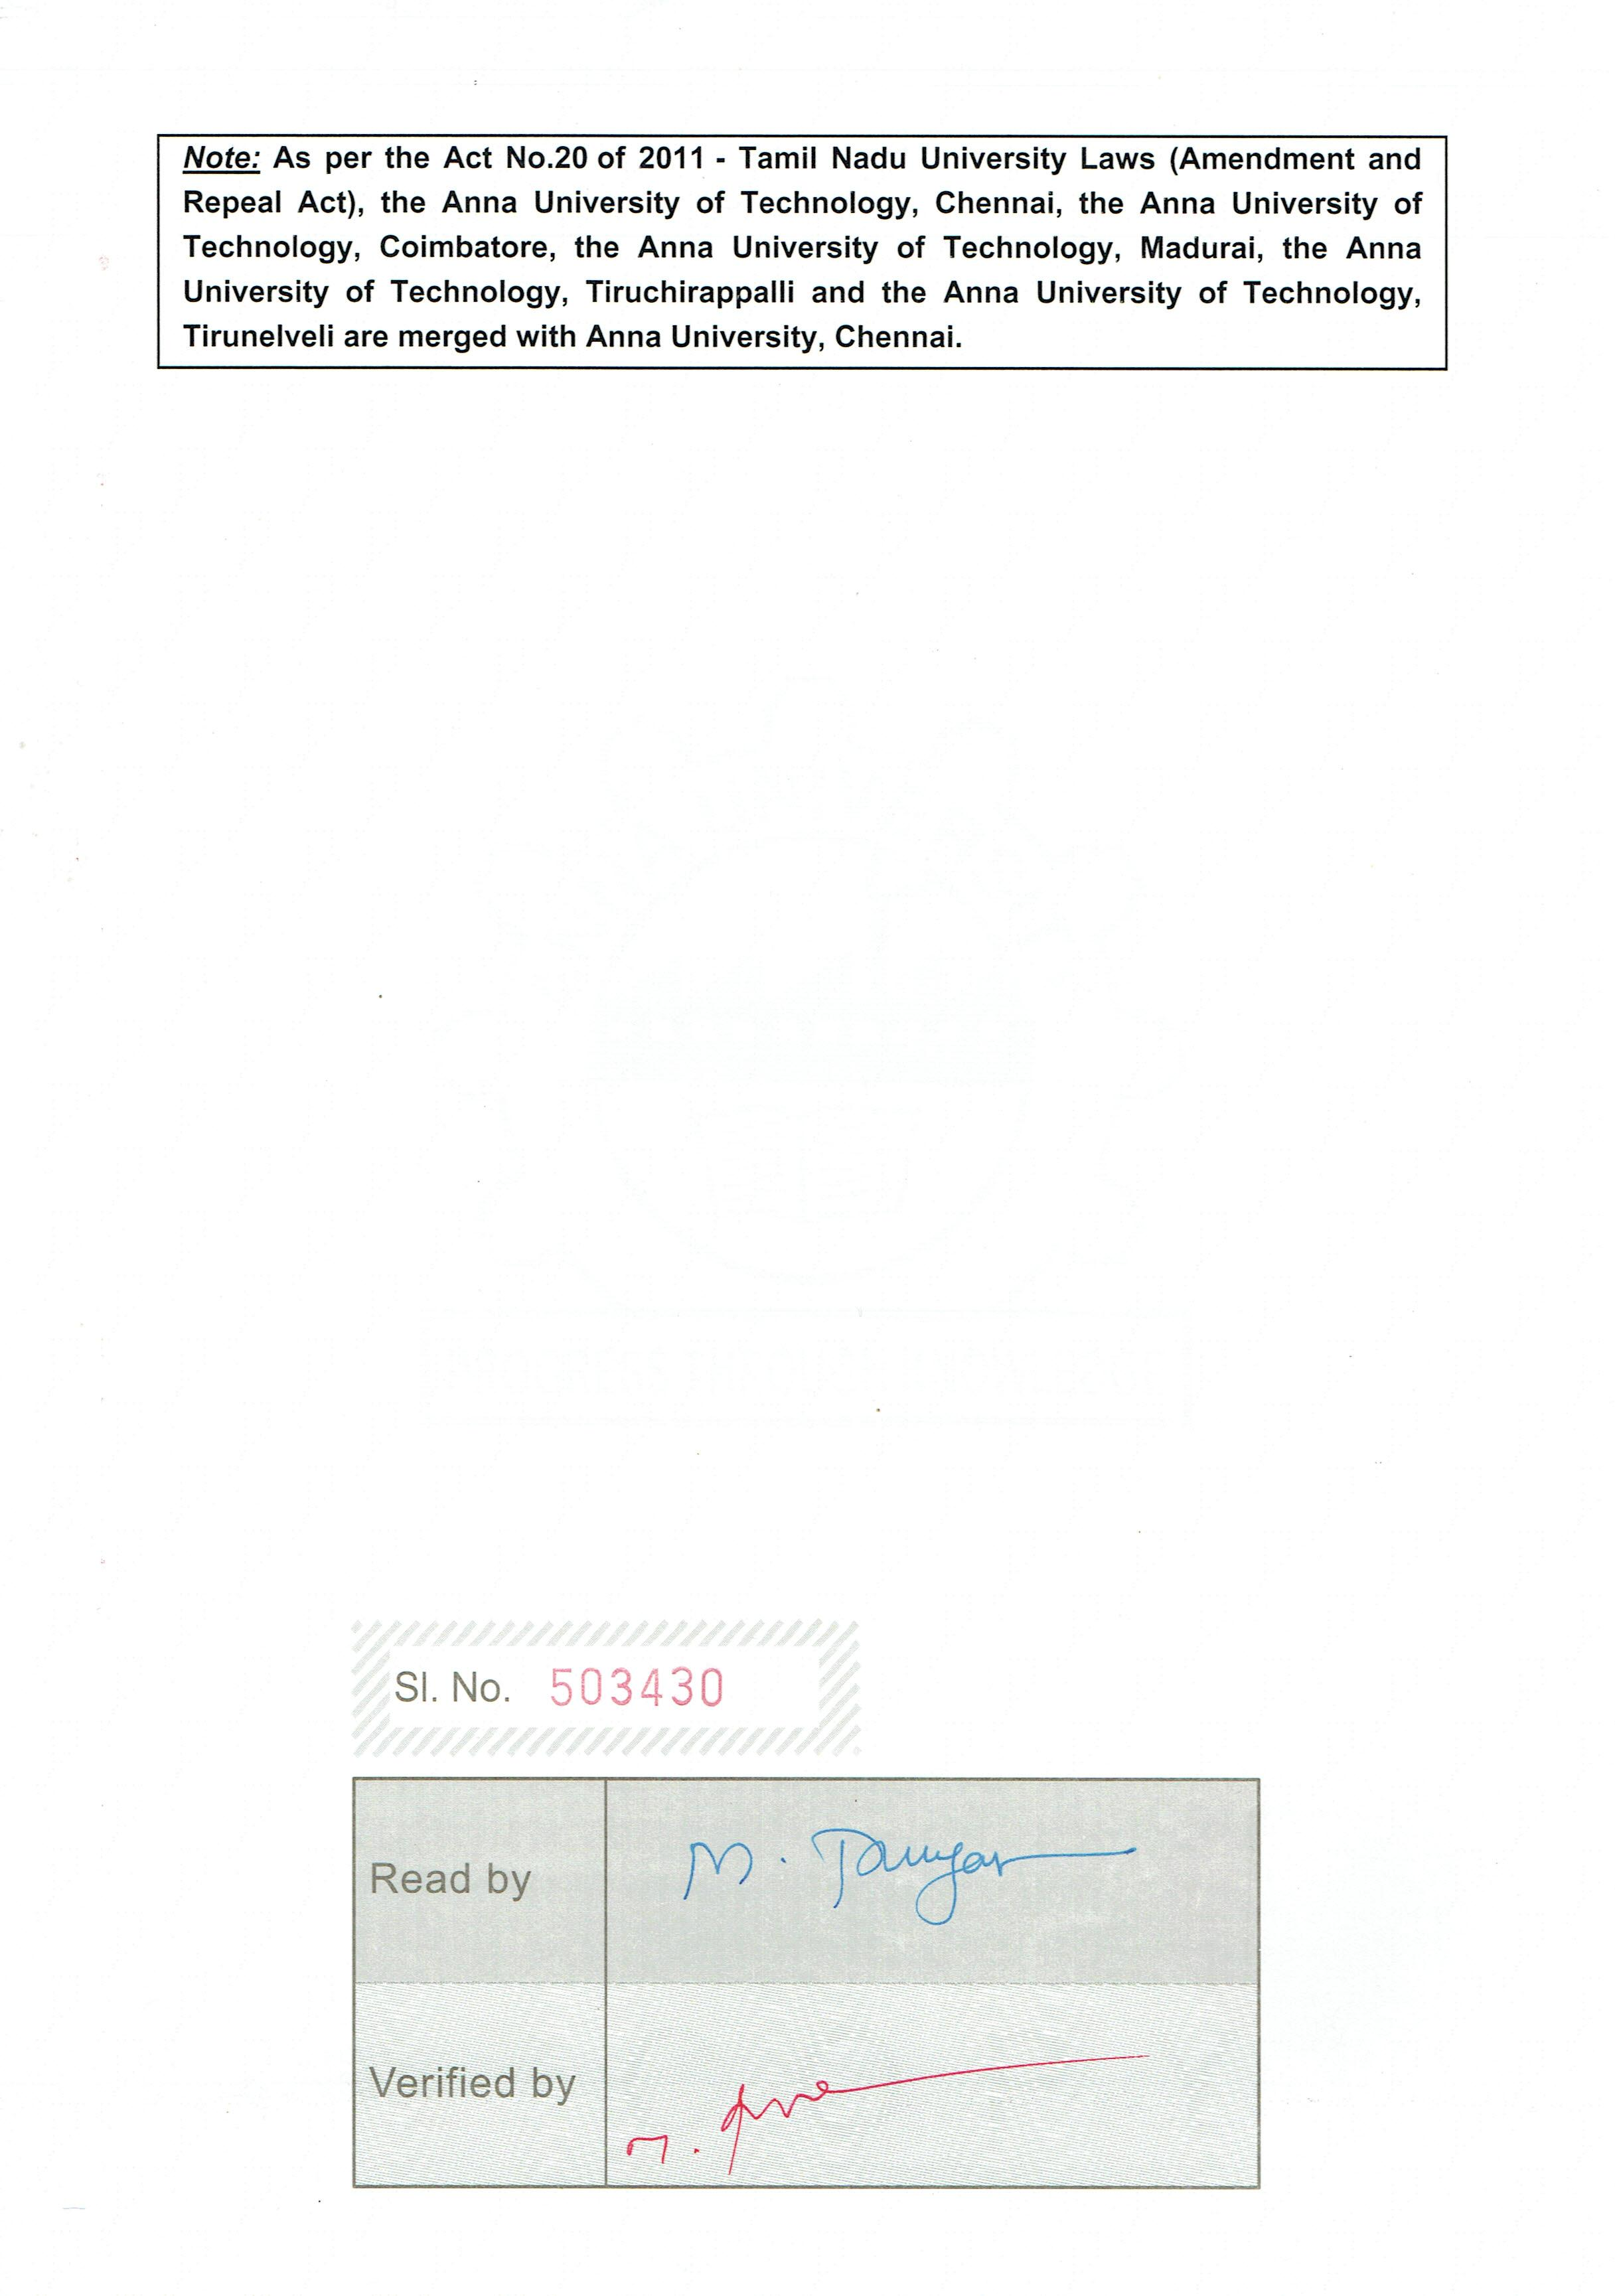 Note: As per the Act No.20 of 2011 - Tamil Nadu University Laws (Amendment and
Repeal Act), the Anna University of Technology, Chennai, the Anna University of
Technology, Coimbatore, the Anna University of Technology, Madurai, the Anna
University of Technology, Tiruchirappalli and the Anna University of Technology,
Tirunelveli are merged with Anna University, Chennai.
Sl. No. 503430
Read by M.
Verified by